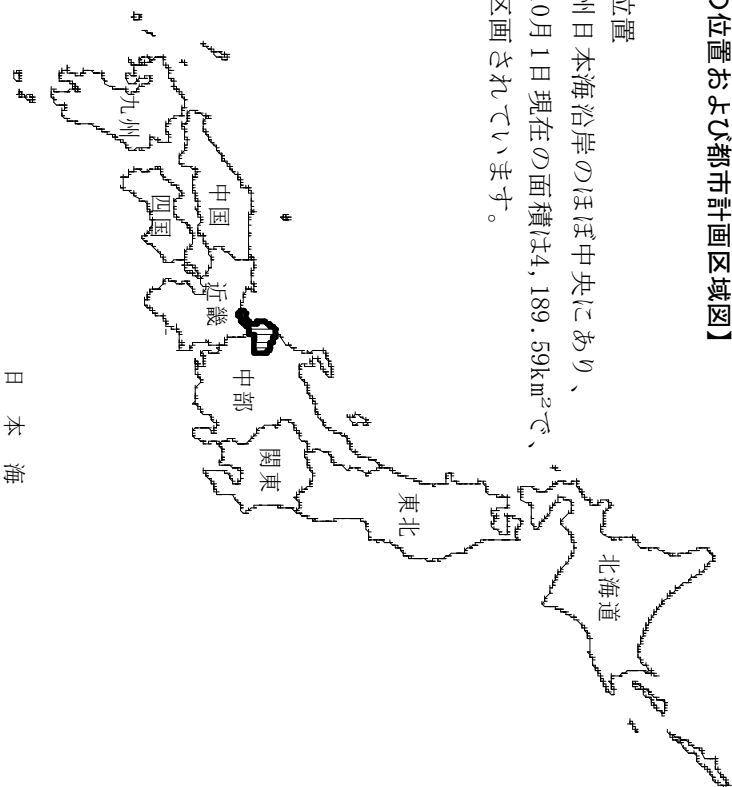 の位置および都市計画区域図】
位置
州日本海沿岸のほぼ中央にあり、
0月1日現在の面積は4,189.59km²で、
区画されています。
北海道
東北
関東
中部
近畿
中国
四国
九州
日本海